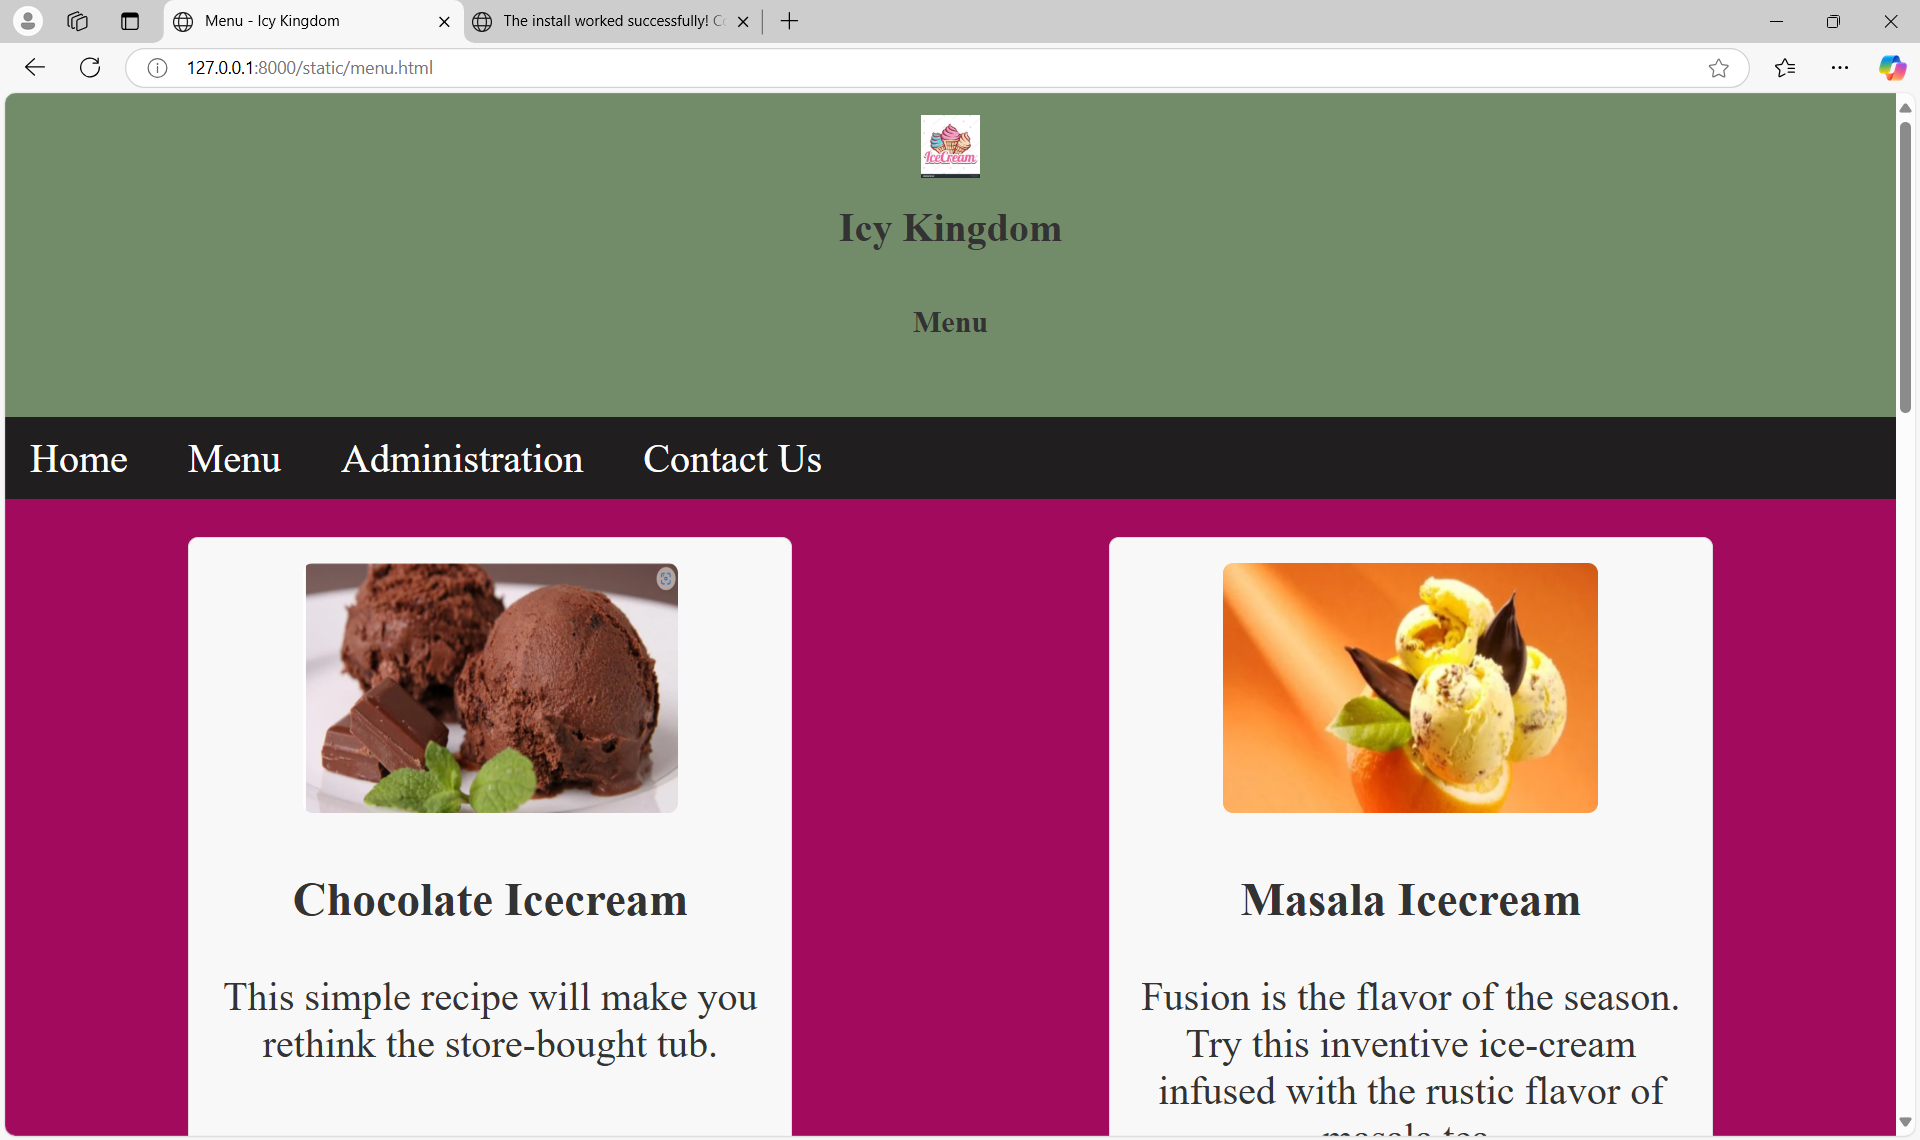 Menu - Icy Kingdom
The install worked successfully! C
127.0.0.1:8000/static/menu.html
IceCream
Icy Kingdom
Menu
Home Menu Administration Contact Us
Chocolate Icecream
This simple recipe will make you
rethink the store-bought tub.
Masala Icecream
Fusion is the flavor of the season.
Try this inventive ice-cream
infused with the rustic flavor of
masala tea.